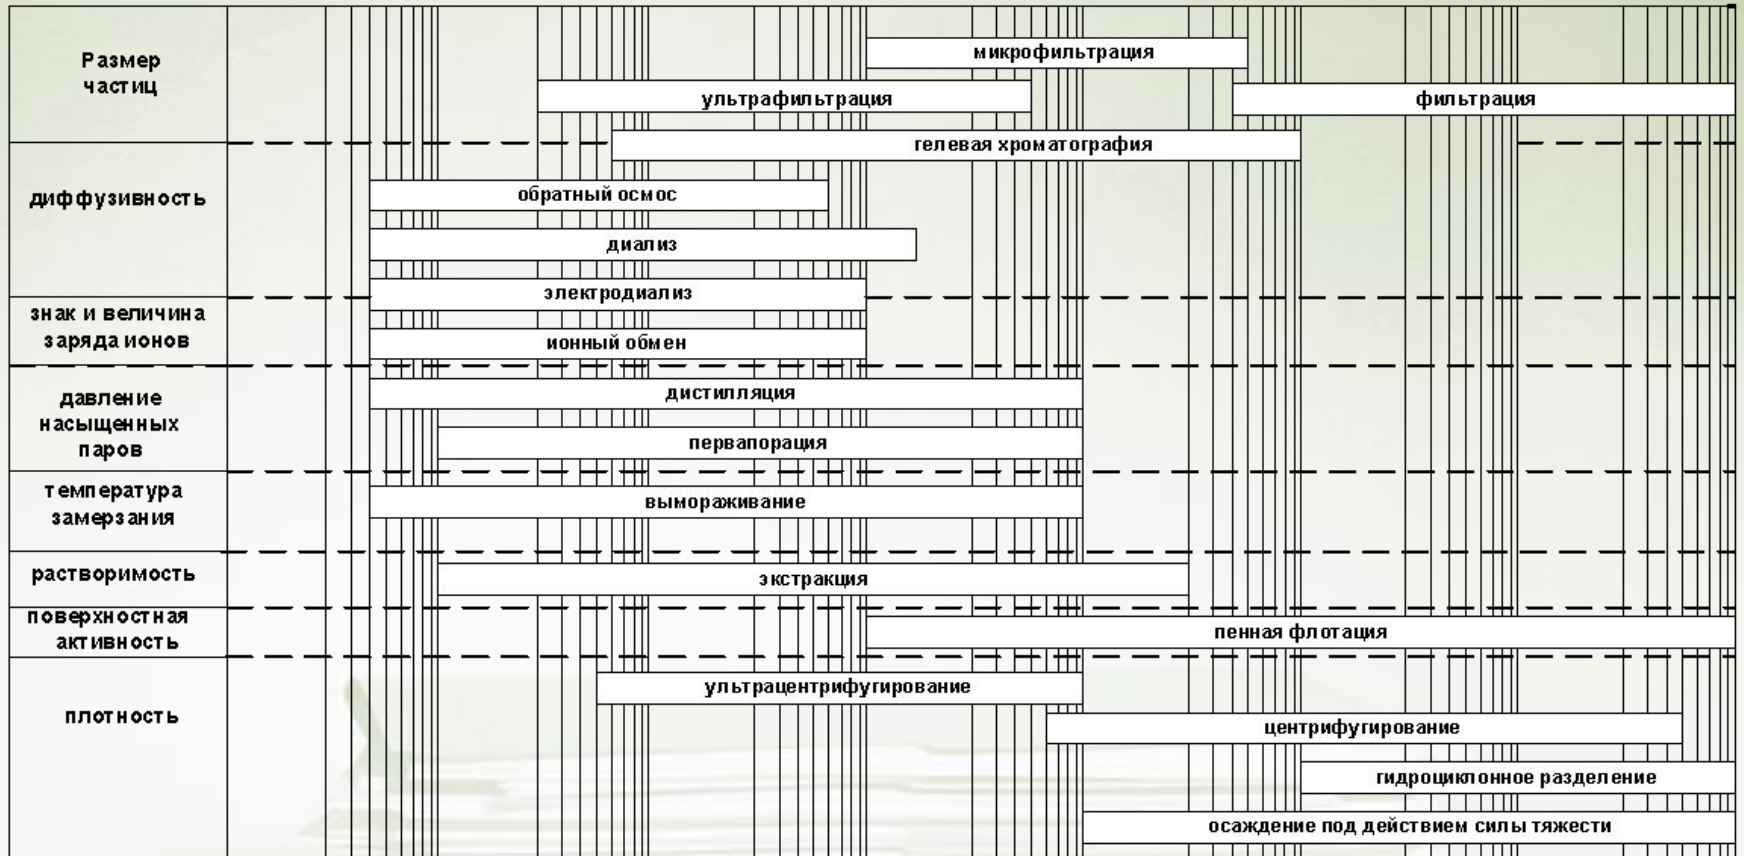 Размер
частиц
микрофильтрация
ультрафильтрация
фильтрация
гелевая хроматография
диффузивность
обратный осмос
диализ
электродиализ
знак и величина
заряда ионов
ионный обмен
давление
насыщенных
паров
дистилляция
первапорация
температура
замерзания
вымораживание
растворимость
экстракция
поверхностная
активность
пенная флотация
плотность
ультрацентрифугирование
центрифугирование
гидроциклонное разделение
осаждение под действием силы тяжести